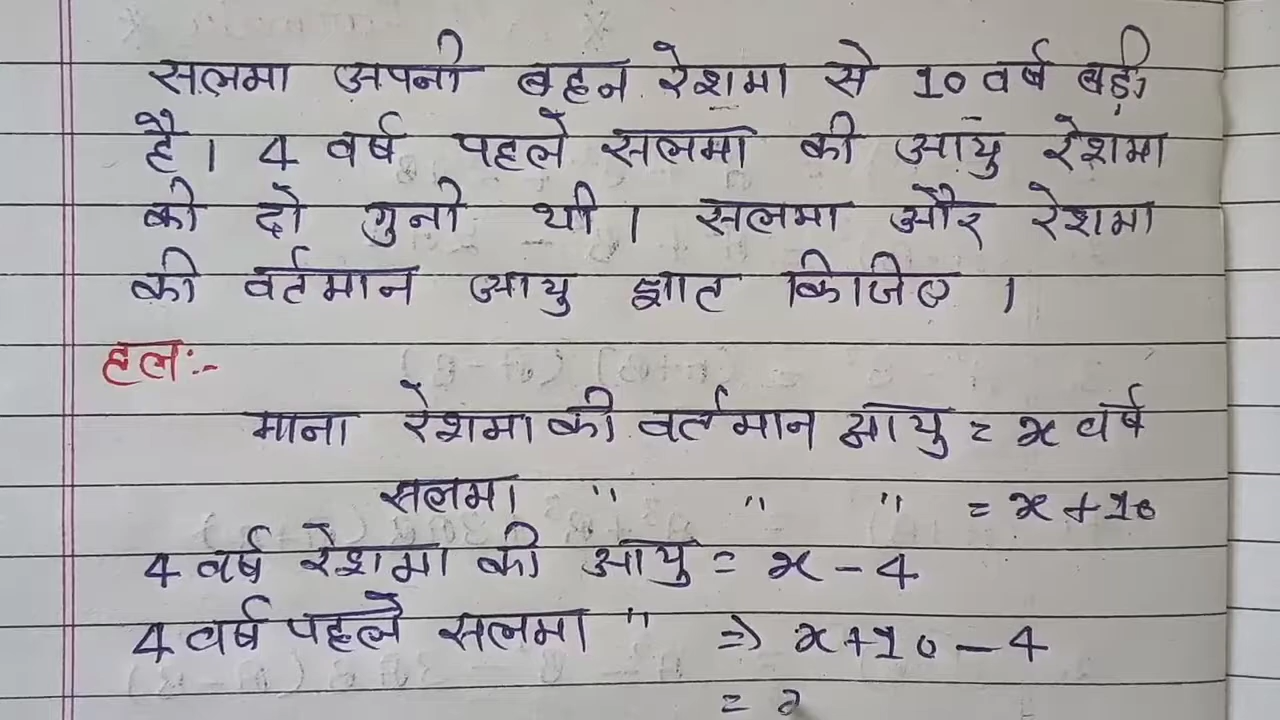 सलमा अपनी बहन रेशमा से 10 वर्ष बड़ी
है। 4 वर्ष पहले सलमा की आयु रेशमा
की दो गुनी थी। सलमा और रेशमा
की वर्तमान आयु ज्ञात किजिए।
हल:-
माना रेशमा की वर्तमान आयु = x वर्ष
सलमा " " " = x + 10
4 वर्ष रेशमा की आयु = x - 4
4 वर्ष पहले सलमा " => x + 10 - 4
=